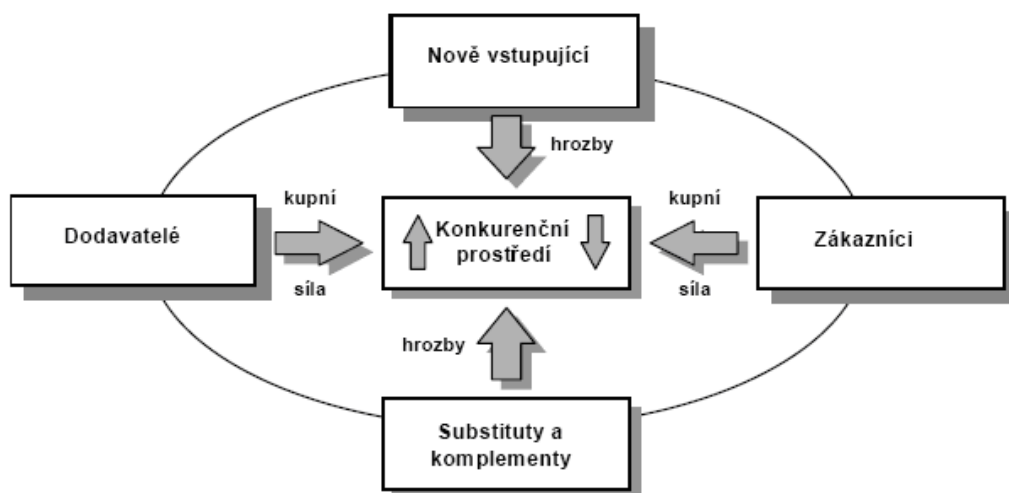 Nově vstupující
hrozby
kupní
kupní
Dodavatelé
Konkurenční
prostředí
Zákazníci
síla
síla
hrozby
Substituty a
komplementy